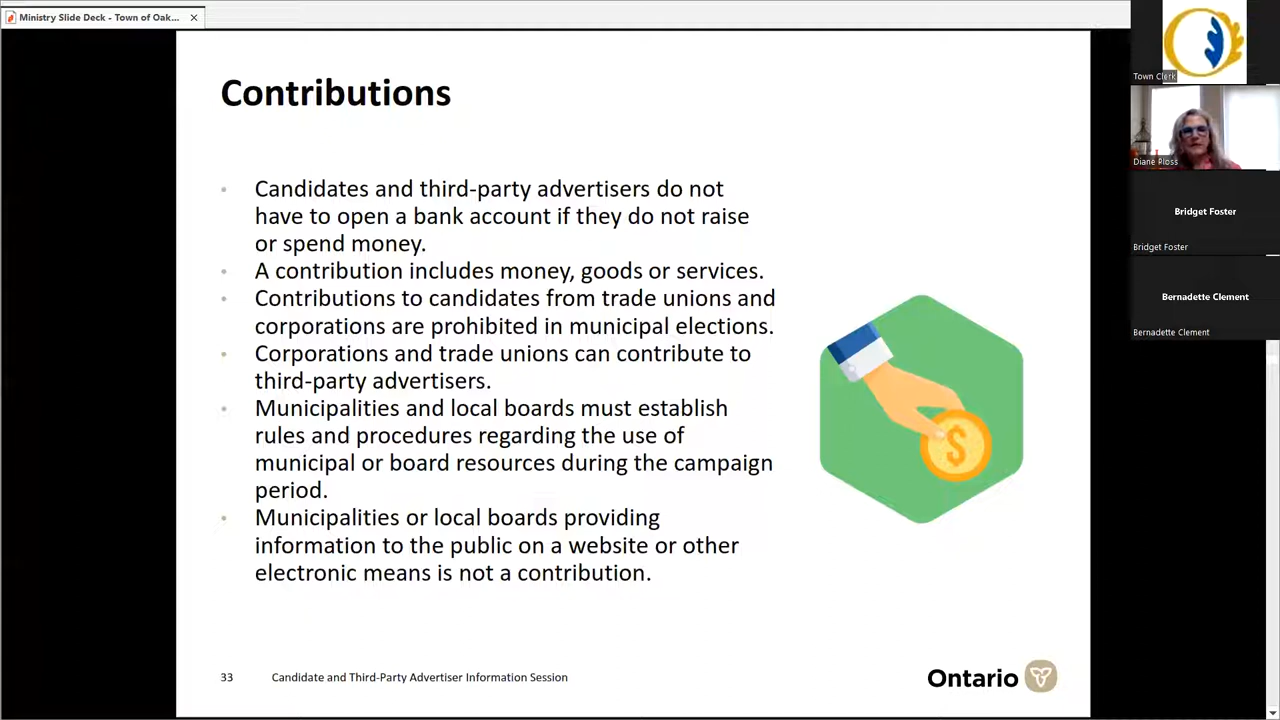 Ministry Slide Deck - Town of Oak...
Contributions
• Candidates and third-party advertisers do not
have to open a bank account if they do not raise
or spend money.
• A contribution includes money, goods or services.
• Contributions to candidates from trade unions and
corporations are prohibited in municipal elections.
• Corporations and trade unions can contribute to
third-party advertisers.
• Municipalities and local boards must establish
rules and procedures regarding the use of
municipal or board resources during the campaign
period.
• Municipalities or local boards providing
information to the public on a website or other
electronic means is not a contribution.
$
33 Candidate and Third-Party Advertiser Information Session
Ontario
Town Clerk
Diane Ploss
Bridget Foster
Bridget Foster
Bernadette Clement
Bernadette Clement